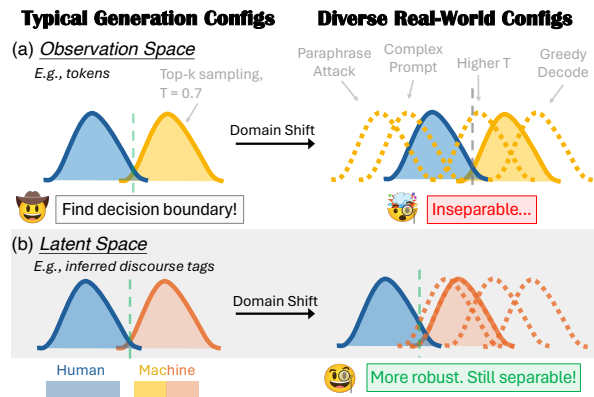 Typical Generation Configs
Diverse Real-World Configs
(a) Observation Space
E.g., tokens
Top-k sampling,
T = 0.7
Paraphrase
Attack
Complex
Prompt
Higher T
Greedy
Decode
Domain Shift
Find decision boundary!
Inseparable...
(b) Latent Space
E.g., inferred discourse tags
Domain Shift
Human
Machine
More robust. Still separable!